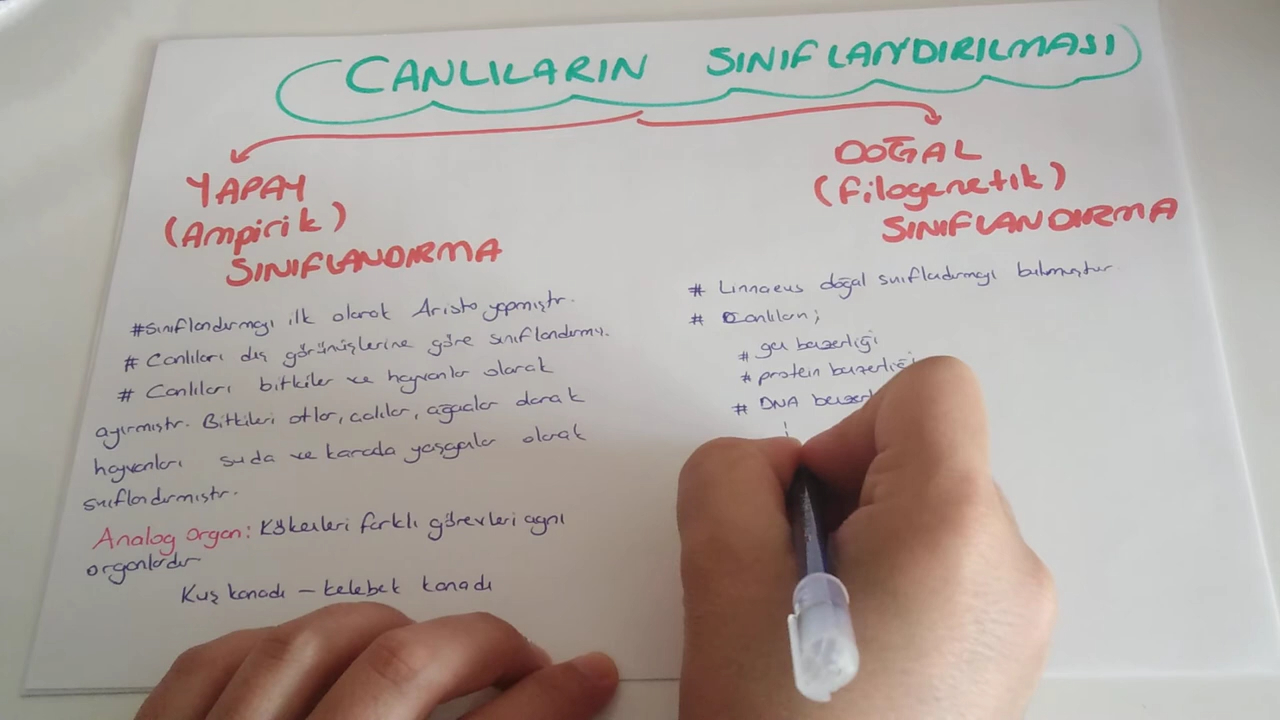 CANLILARIN SINIFLANDIRILMASI
YAPAY
(Ampirik)
SINIFLANDIRMA
#Sınıflandırmayı ilk olarak Aristo yapmıştır.
# Canlıları dış görünüşlerine göre sınıflandırmış.
# Canlıları bitkiler ve hayvanlar olarak
ayırmıştır. Bitkileri otlar, çalılar, ağaçlar olarak
hayvanları suda ve karada yaşayanlar olarak
sınıflandırmıştır.
Analog Organ: Kökenleri farklı görevleri aynı
organlardır
Kuş kanadı – kelebek kanadı
DOĞAL
(Filogenetik)
SINIFLANDIRMA
# Linnaeus doğal sınıflandırmayı bulmuştur
# Canlıları;
# benzerliği
# protein benzerliği
# DNA